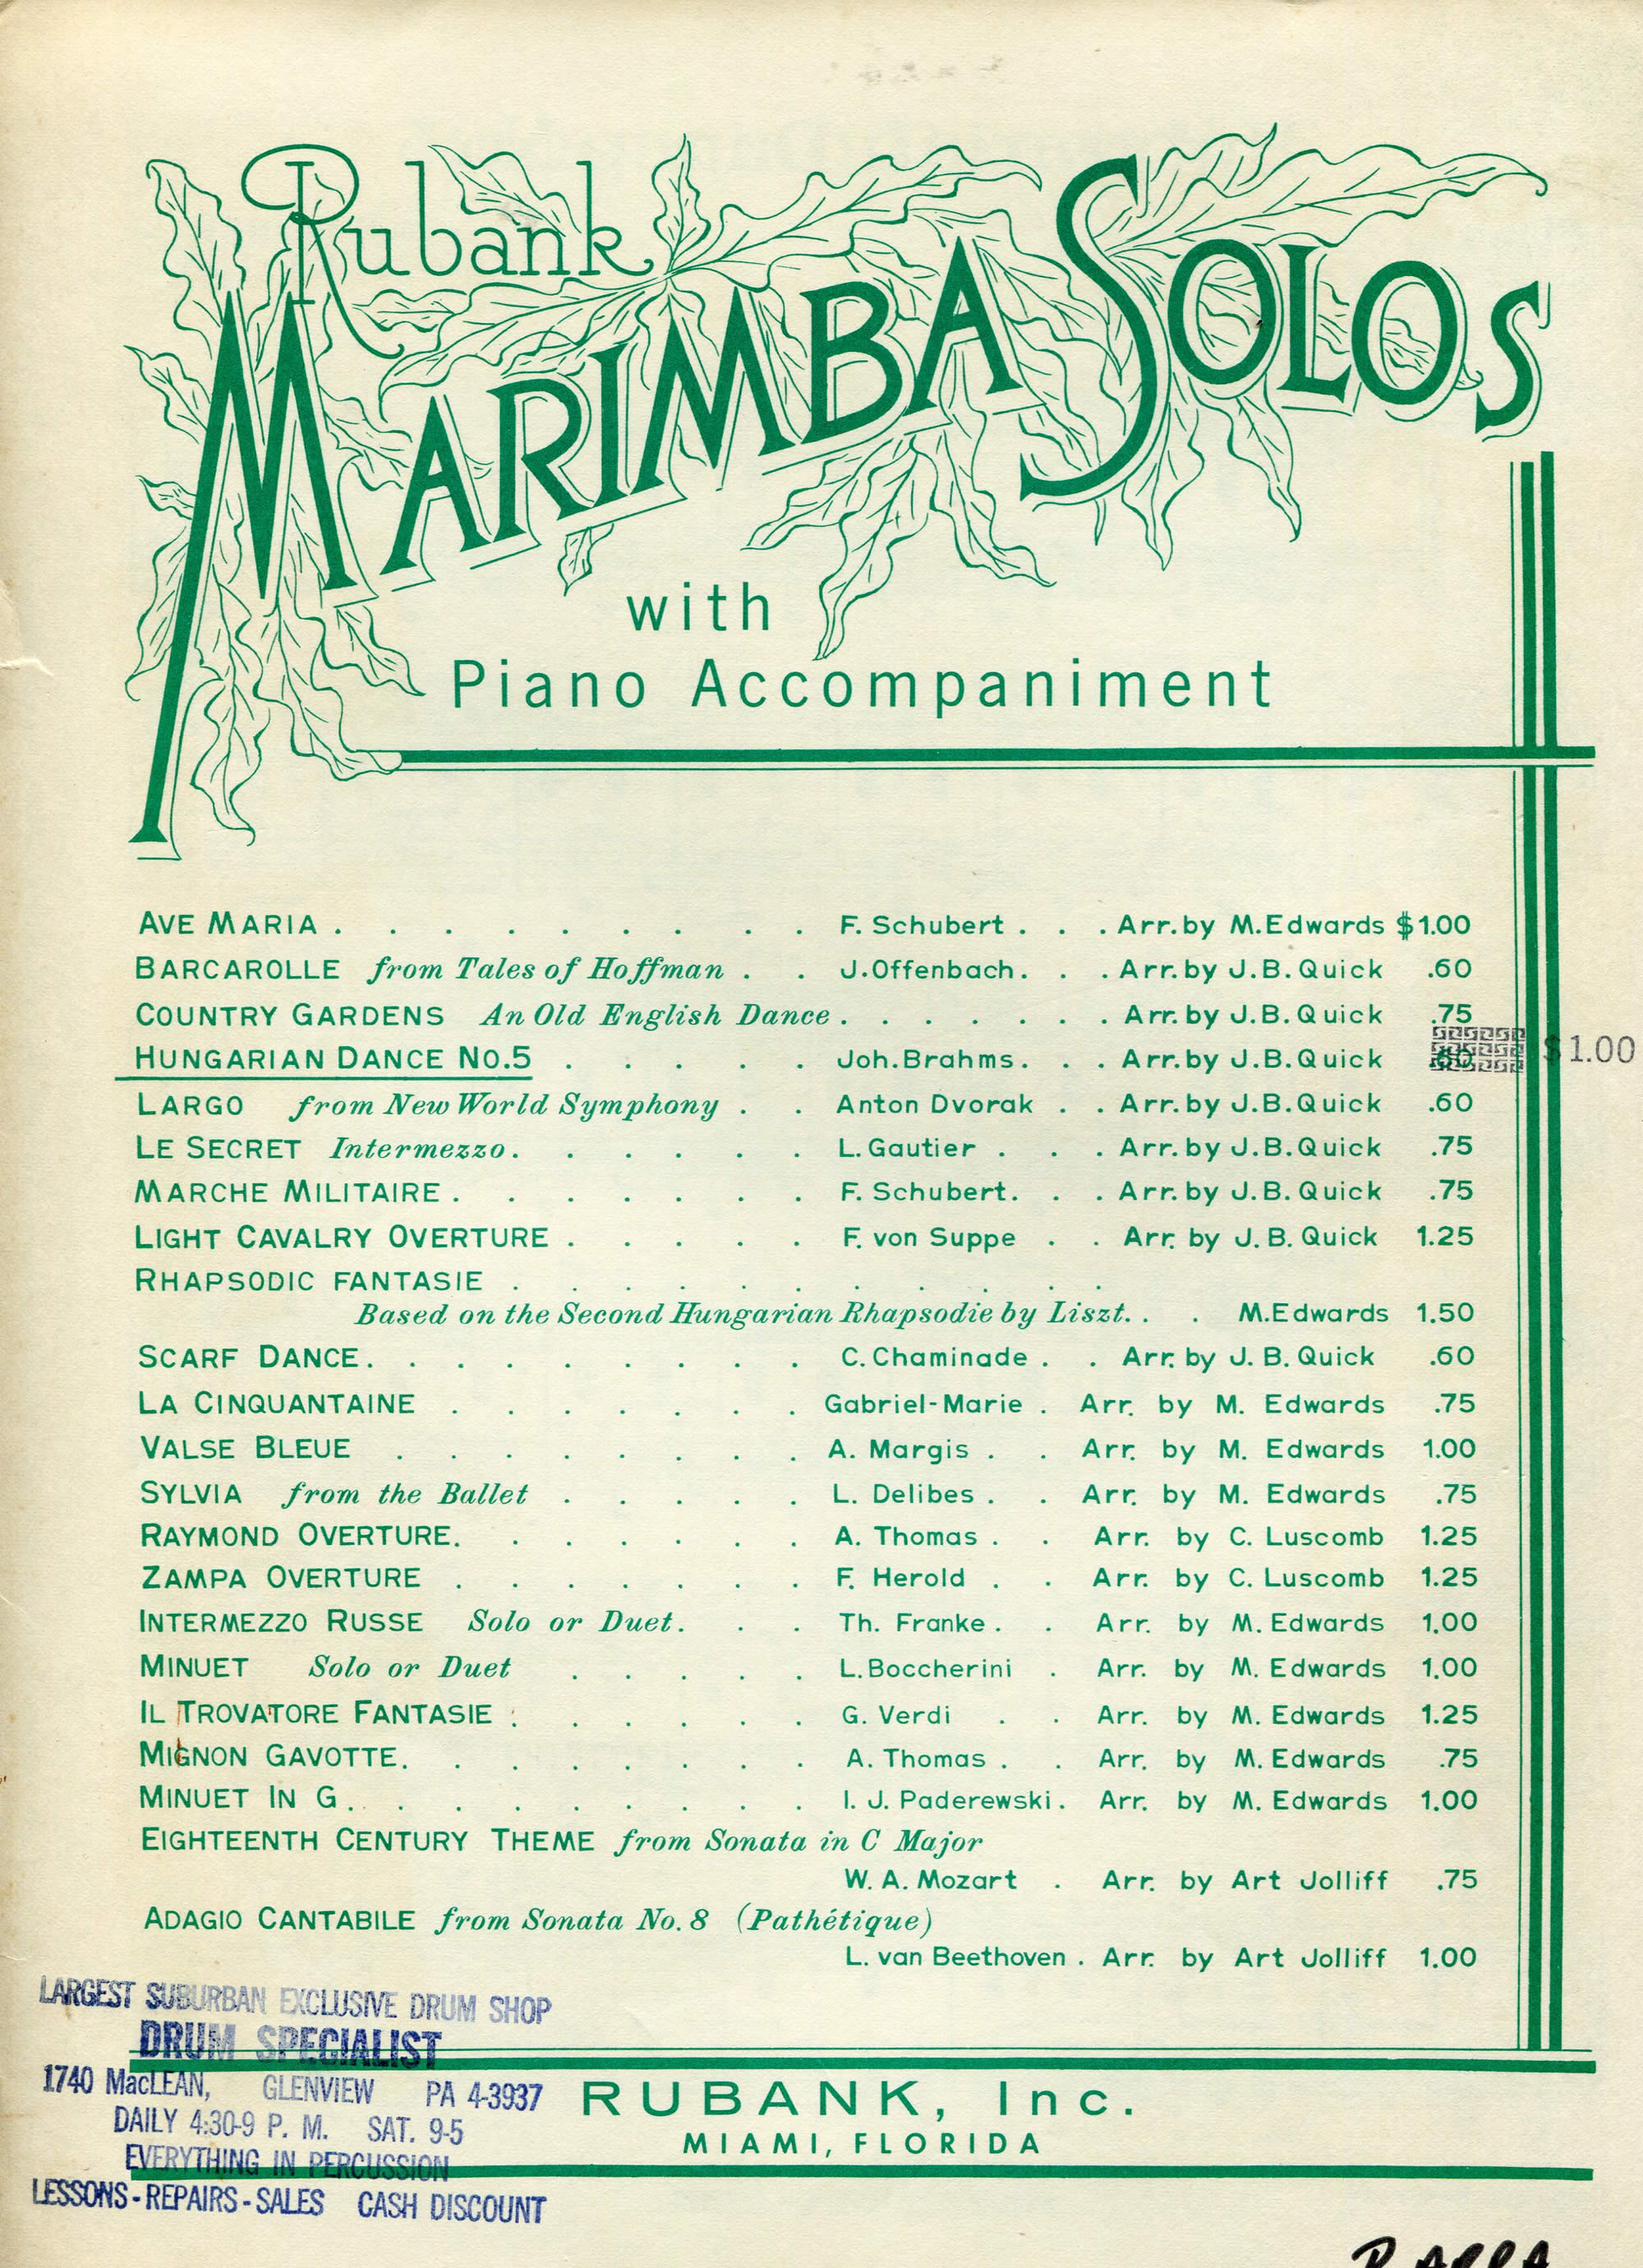 Rubank
MARIMBA SOLOS
with
Piano Accompaniment
AVE MARIA . . . . . . . . . F. Schubert . . . Arr. by M. Edwards $1.00
BARCAROLLE from Tales of Hoffman . . J. Offenbach . . . Arr. by J. B. Quick .60
COUNTRY GARDENS An Old English Dance . . . . . . Arr. by J. B. Quick .75
HUNGARIAN DANCE NO. 5 . . . . . Joh. Brahms . . . Arr. by J. B. Quick .60 $1.00
LARGO from New World Symphony . . Anton Dvorak . . Arr. by J. B. Quick .60
LE SECRET Intermezzo . . . . . . L. Gautier . . . Arr. by J. B. Quick .75
MARCHE MILITAIRE . . . . . . . F. Schubert . . . Arr. by J. B. Quick .75
LIGHT CAVALRY OVERTURE . . . . . F. von Suppe . . Arr. by J. B. Quick 1.25
RHAPSODIC FANTASIE . . . . . . . . . . .
Based on the Second Hungarian Rhapsodie by Liszt . . . M. Edwards 1.50
SCARF DANCE . . . . . . . . . C. Chaminade . . Arr. by J. B. Quick .60
LA CINQUANTAINE . . . . . . . Gabriel-Marie . Arr. by M. Edwards .75
VALSE BLEUE . . . . . . . . A. Margis . . Arr. by M. Edwards 1.00
SYLVIA from the Ballet . . . . . L. Delibes . . Arr. by M. Edwards .75
RAYMOND OVERTURE . . . . . . . A. Thomas . . Arr. by C. Luscomb 1.25
ZAMPA OVERTURE . . . . . . . F. Herold . . Arr. by C. Luscomb 1.25
INTERMEZZO RUSSE Solo or Duet . . . Th. Franke . . Arr. by M. Edwards 1.00
MINUET Solo or Duet . . . . . L. Boccherini . Arr. by M. Edwards 1.00
IL TROVATORE FANTASIE . . . . . . G. Verdi . . Arr. by M. Edwards 1.25
MIGNON GAVOTTE . . . . . . . . A. Thomas . . Arr. by M. Edwards .75
MINUET IN G . . . . . . . . . I. J. Paderewski . Arr. by M. Edwards 1.00
EIGHTEENTH CENTURY THEME from Sonata in C Major
W. A. Mozart . Arr. by Art Jolliff .75
ADAGIO CANTABILE from Sonata No. 8 (Pathétique)
L. van Beethoven . Arr. by Art Jolliff 1.00
LARGEST SUBURBAN EXCLUSIVE DRUM SHOP
DRUM SPECIALIST
1740 MacLEAN, GLENVIEW PA 4-3937
DAILY 4:30-9 P. M. SAT. 9-5
EVERYTHING IN PERCUSSION
LESSONS - REPAIRS - SALES CASH DISCOUNT
RUBANK, Inc.
MIAMI, FLORIDA